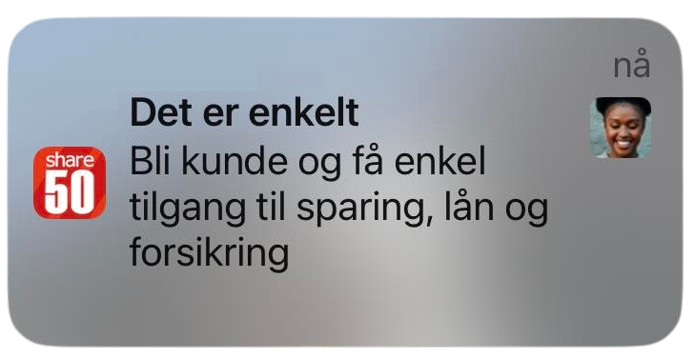 nå
Det er enkelt
Bli kunde og få enkel
tilgang til sparing, lån og
forsikring
share
50